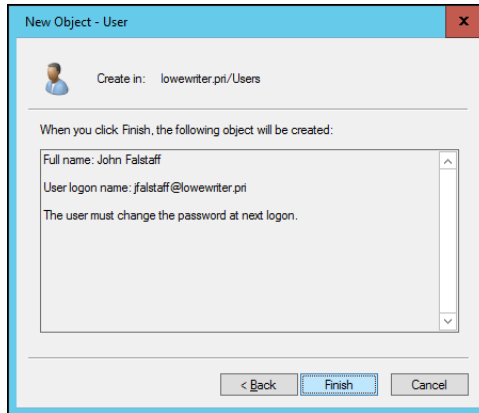 New Object - User
x
Create in: lowewriter.pri/Users
When you click Finish, the following object will be created:
Full name: John Falstaff
User logon name: jfalstaff@lowewriter.pri
The user must change the password at next logon.
< Back Finish Cancel